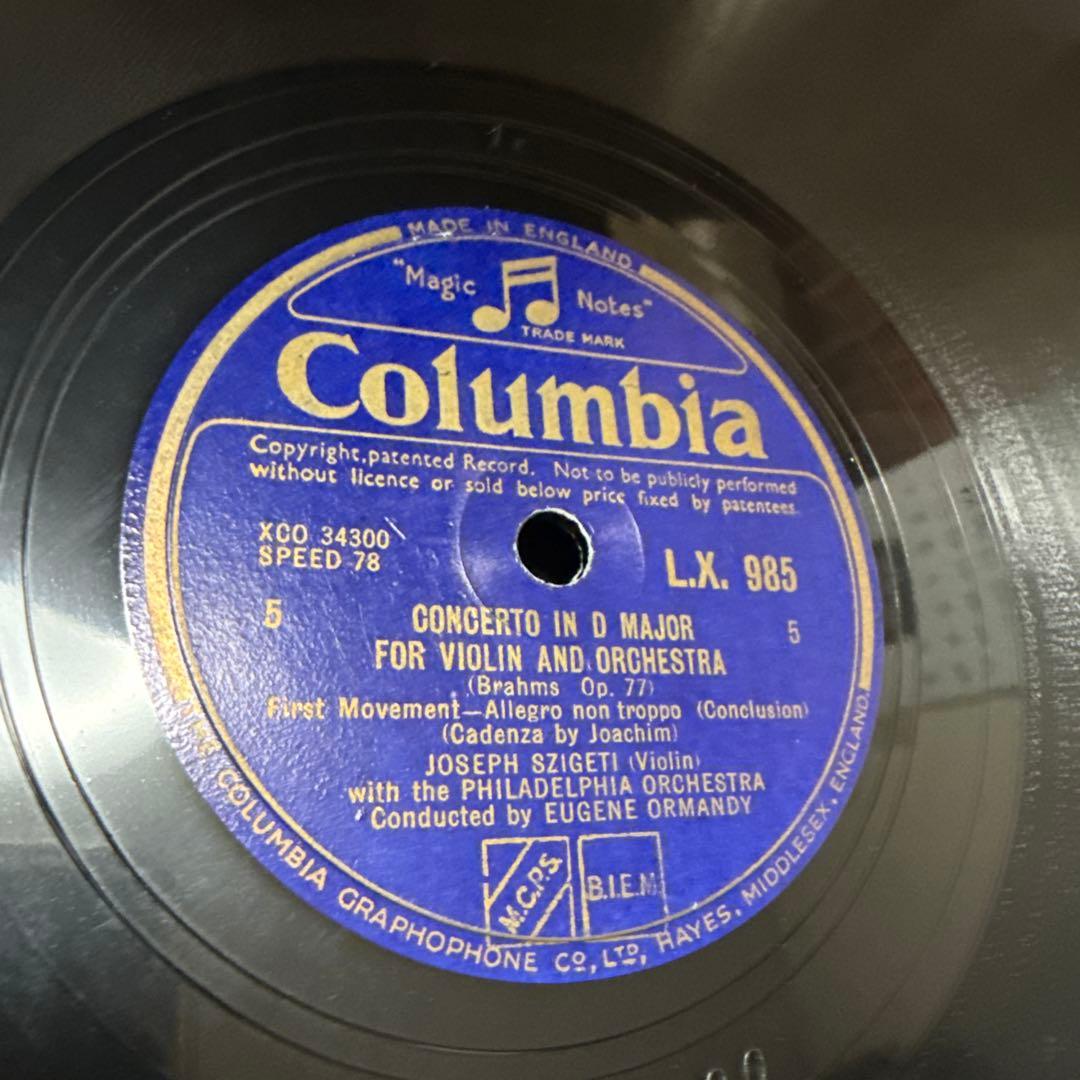 MADE IN ENGLAND
"Magic Notes"
TRADE MARK
Columbia
Copyright, patented Record. Not to be publicly performed
without licence or sold below price fixed by patentees.
XCO 34300
SPEED 78
L.X. 985
5
5
CONCERTO IN D MAJOR
FOR VIOLIN AND ORCHESTRA
(Brahms Op. 77)
First Movement—Allegro non troppo (Conclusion)
(Cadenza by Joachim)
JOSEPH SZIGETI (Violin)
with the PHILADELPHIA ORCHESTRA
Conducted by EUGENE ORMANDY
M.C.P.S.
B.I.E.M.
THE COLUMBIA GRAPHOPHONE CO, LTD, HAYES, MIDDLESEX, ENGLAND.